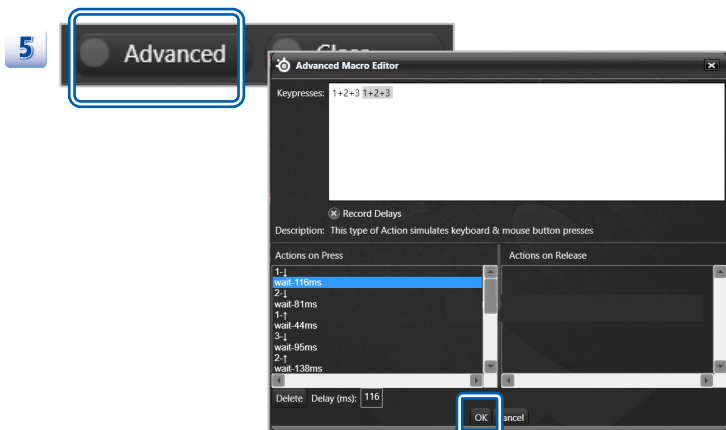 5
Advanced
Advanced Macro Editor
Keypresses: 1+2+3 1+2+3
Record Delays
Description: This type of Action simulates keyboard & mouse button presses
Actions on Press
Actions on Release
1-↓
wait-116ms
2-↓
wait-81ms
1-↑
wait-44ms
3-↓
wait-95ms
2-↑
wait-138ms
Delete Delay (ms): 116
OK